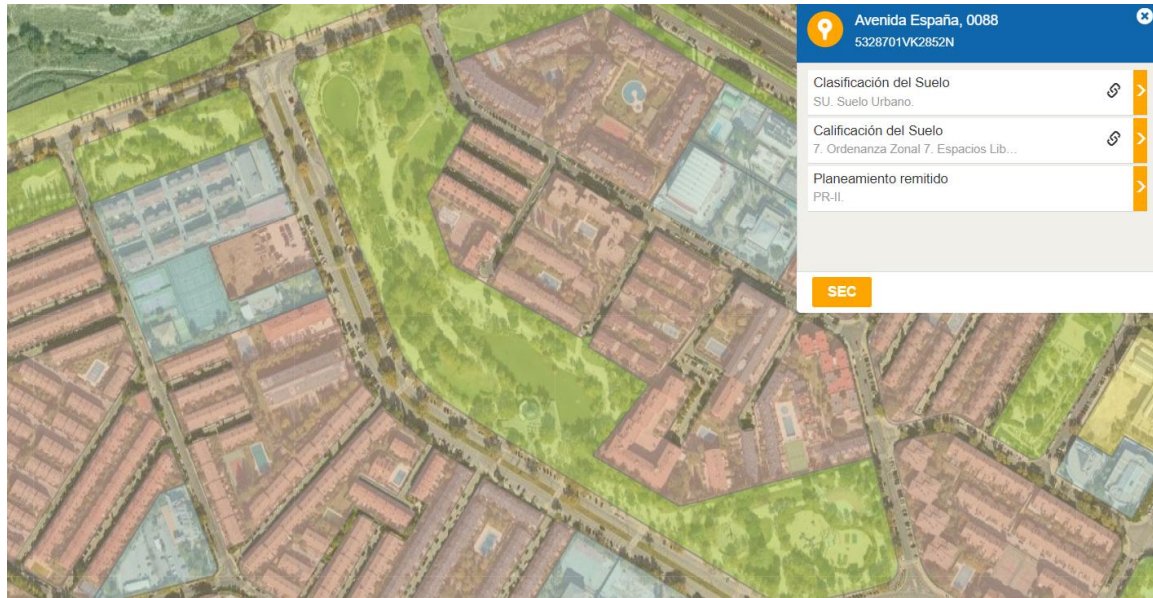 Avenida España, 0088
5328701VK2852N
Clasificación del Suelo
SU. Suelo Urbano.
Calificación del Suelo
7. Ordenanza Zonal 7. Espacios Lib...
Planeamiento remitido
PR-II.
SEC